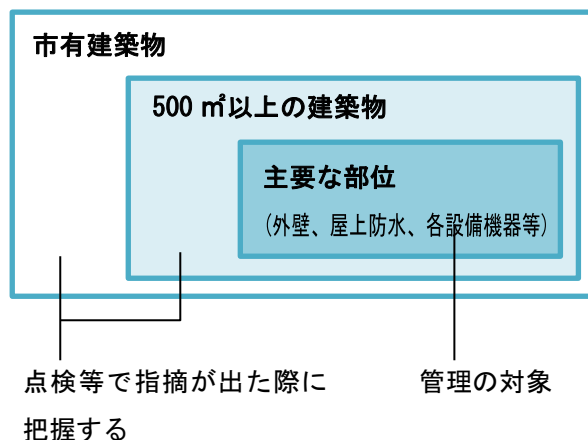 市有建築物
500 ㎡以上の建築物
主要な部位
（外壁、屋上防水、各設備機器等）
点検等で指摘が出た際に
把握する
管理の対象